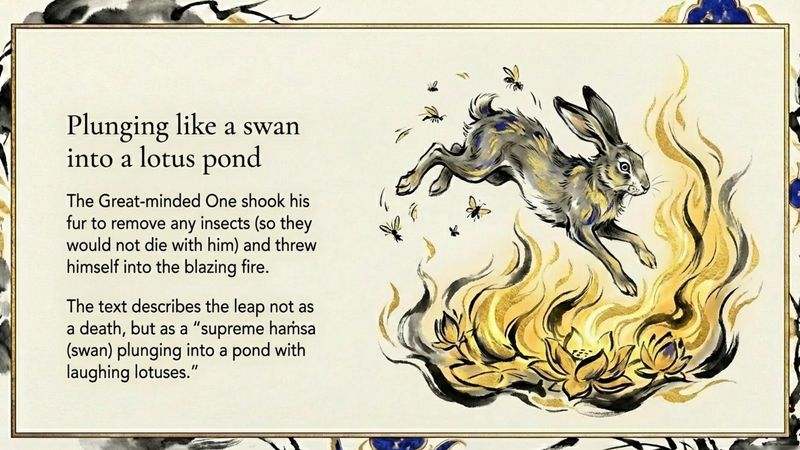 Plunging like a swan
into a lotus pond
The Great-minded One shook his
fur to remove any insects (so they
would not die with him) and threw
himself into the blazing fire.
The text describes the leap not as
a death, but as a “supreme haṁsa
(swan) plunging into a pond with
laughing lotuses.”